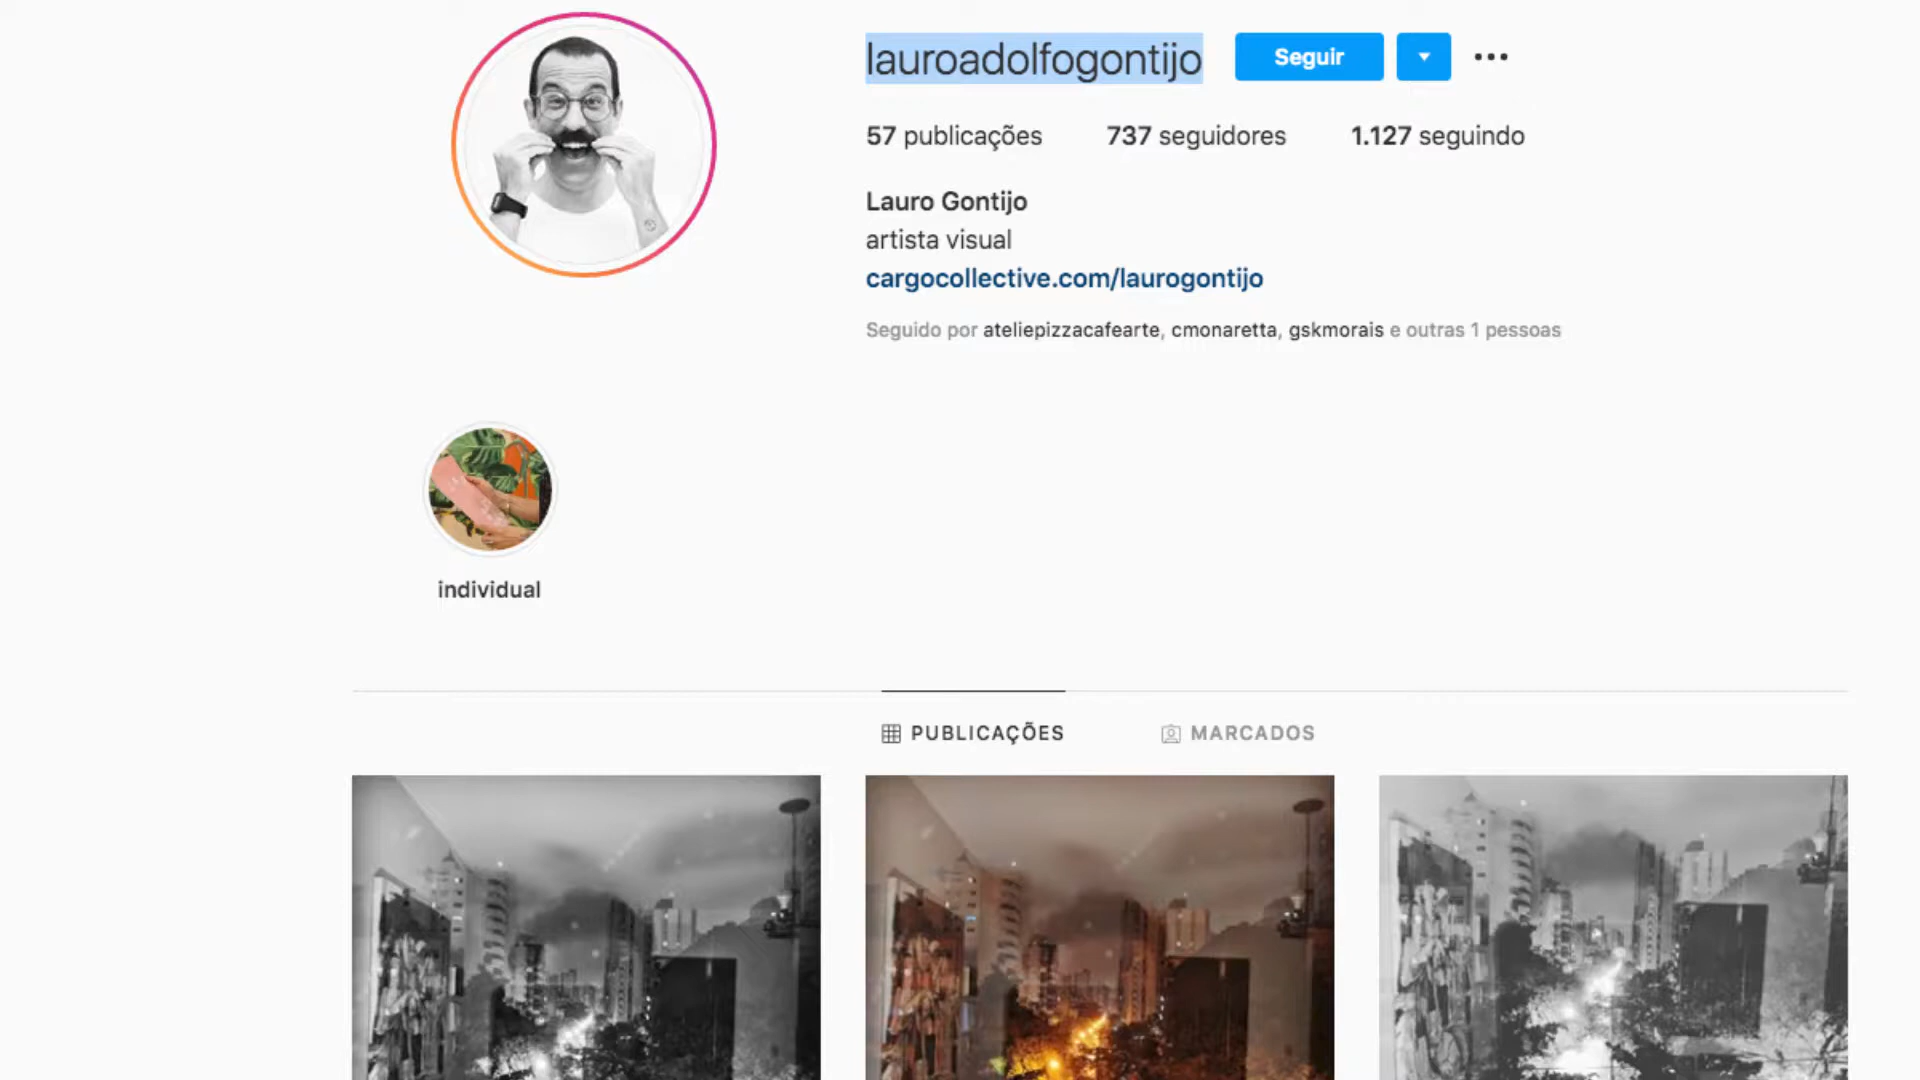 lauroadolfogontijo Seguir
57 publicações 737 seguidores 1.127 seguindo
Lauro Gontijo
artista visual
cargocollective.com/laurogontijo
Seguido por ateliepizzacafearte, cmonaretta, gskmorais e outras 1 pessoas
individual
PUBLICAÇÕES MARCADOS